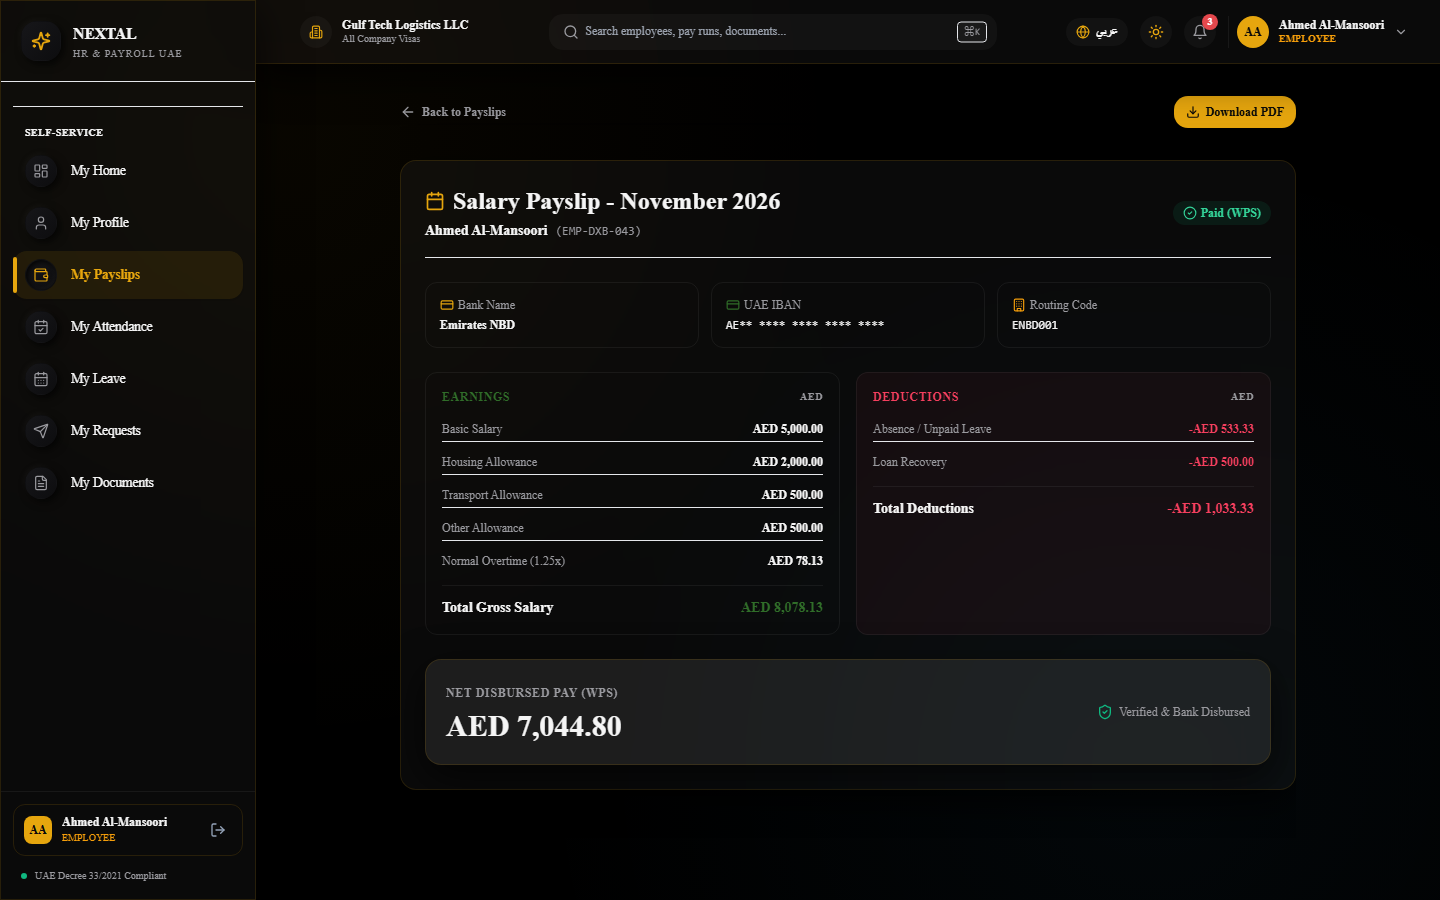 NEXTAL
HR & PAYROLL UAE
Gulf Tech Logistics LLC
All Company Visas
Search employees, pay runs, documents...
⌘K
عربي
3
AA
Ahmed Al-Mansoori
EMPLOYEE
SELF-SERVICE
My Home
My Profile
My Payslips
My Attendance
My Leave
My Requests
My Documents
AA
Ahmed Al-Mansoori
EMPLOYEE
UAE Decree 33/2021 Compliant
Back to Payslips
Download PDF
Salary Payslip - November 2026
Ahmed Al-Mansoori (EMP-DXB-043)
Paid (WPS)
Bank Name
Emirates NBD
UAE IBAN
AE** **** **** **** ****
Routing Code
ENBD001
EARNINGS AED
Basic Salary AED 5,000.00
Housing Allowance AED 2,000.00
Transport Allowance AED 500.00
Other Allowance AED 500.00
Normal Overtime (1.25x) AED 78.13
Total Gross Salary AED 8,078.13
DEDUCTIONS AED
Absence / Unpaid Leave -AED 533.33
Loan Recovery -AED 500.00
Total Deductions -AED 1,033.33
NET DISBURSED PAY (WPS)
AED 7,044.80
Verified & Bank Disbursed